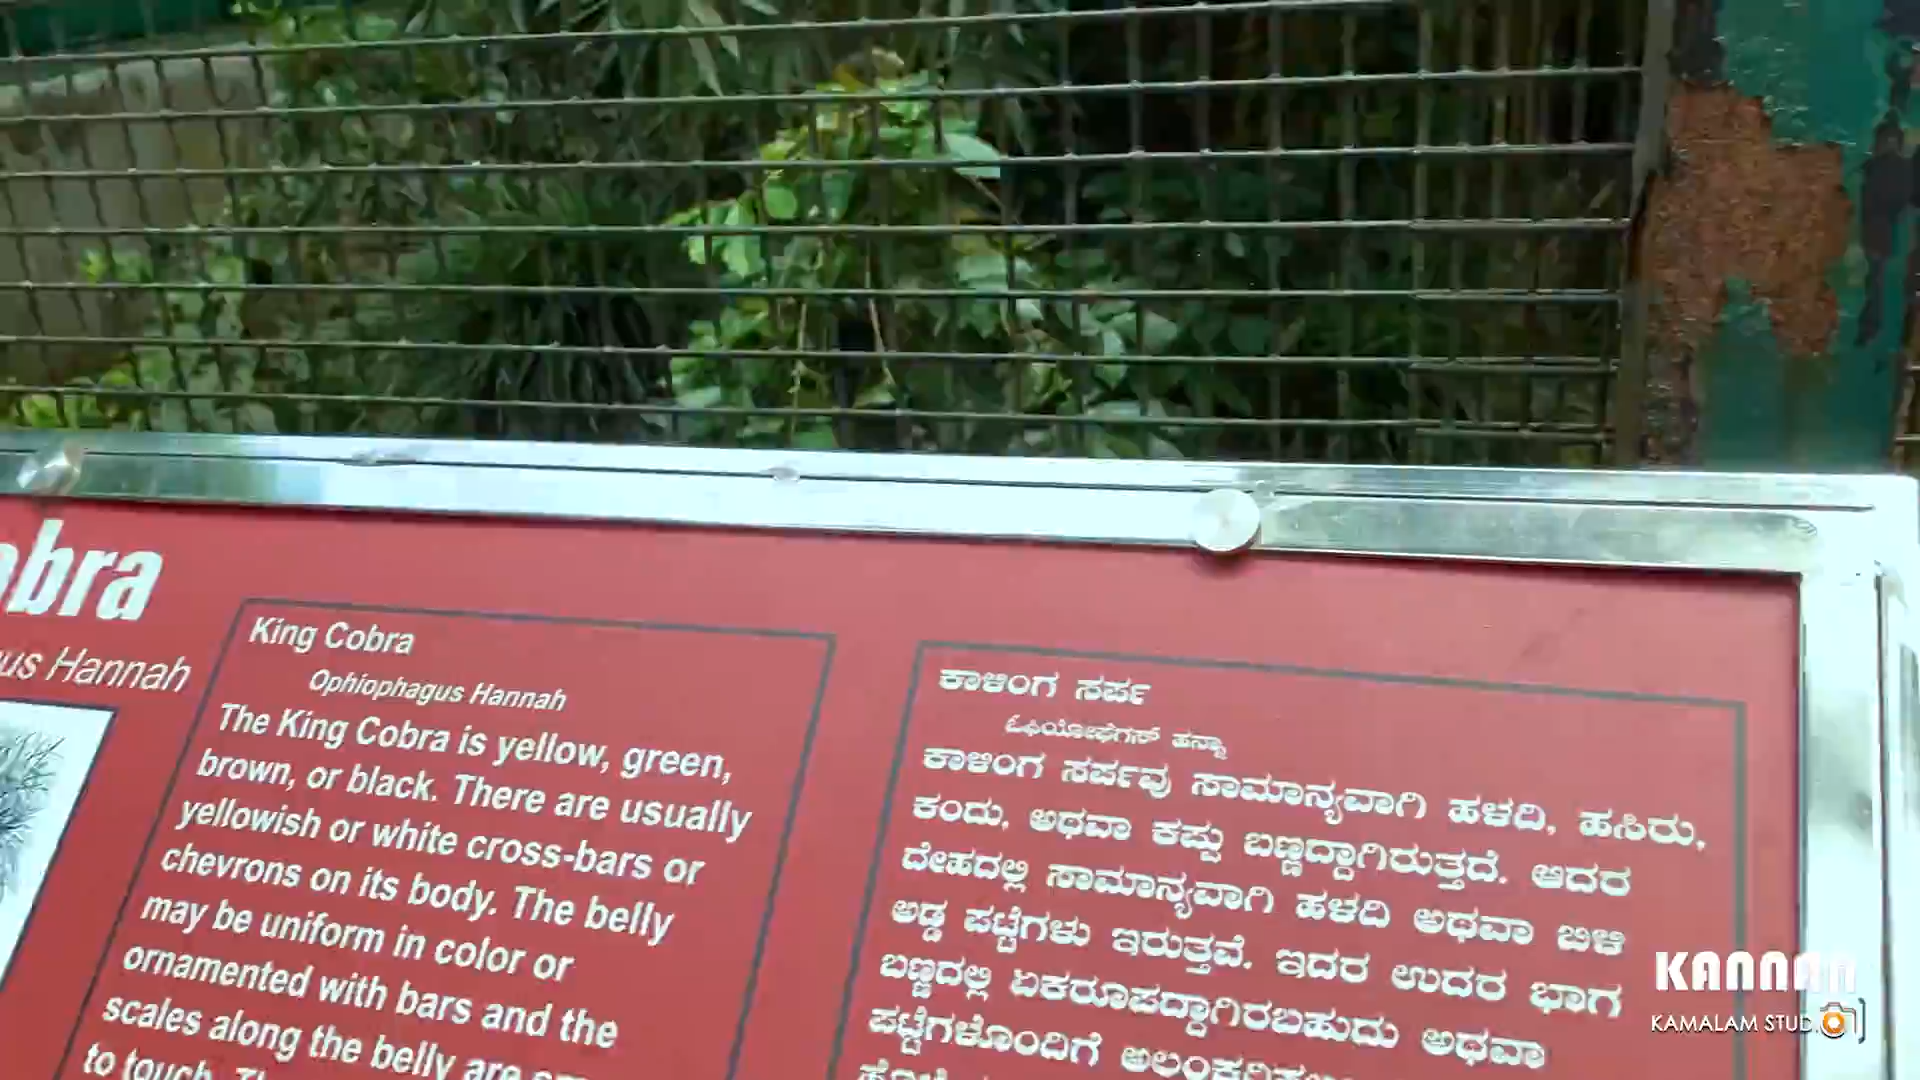 obra
us Hannah
King Cobra
Ophiophagus Hannah
The King Cobra is yellow, green,
brown, or black. There are usually
yellowish or white cross-bars or
chevrons on its body. The belly
may be uniform in color or
ornamented with bars and the
scales along the belly are
to touch.
ಕಾಳಿಂಗ ಸರ್ಪ
ಓಫಿಯೋಫೆಗಸ್ ಹನ್ನಾ
ಕಾಳಿಂಗ ಸರ್ಪವು ಸಾಮಾನ್ಯವಾಗಿ ಹಳದಿ, ಹಸಿರು,
ಕಂದು, ಅಥವಾ ಕಪ್ಪು ಬಣ್ಣದ್ದಾಗಿರುತ್ತದೆ. ಆದರ
ದೇಹದಲ್ಲಿ ಸಾಮಾನ್ಯವಾಗಿ ಹಳದಿ ಅಥವಾ ಬಿಳಿ
ಅಡ್ಡ ಪಟ್ಟೆಗಳು ಇರುತ್ತವೆ. ಇದರ ಉದರ ಭಾಗ
ಬಣ್ಣದಲ್ಲಿ ಏಕರೂಪದ್ದಾಗಿರಬಹುದು ಅಥವಾ
ಪಟ್ಟೆಗಳೊಂದಿಗೆ
KANNAN
KAMALAM STUD